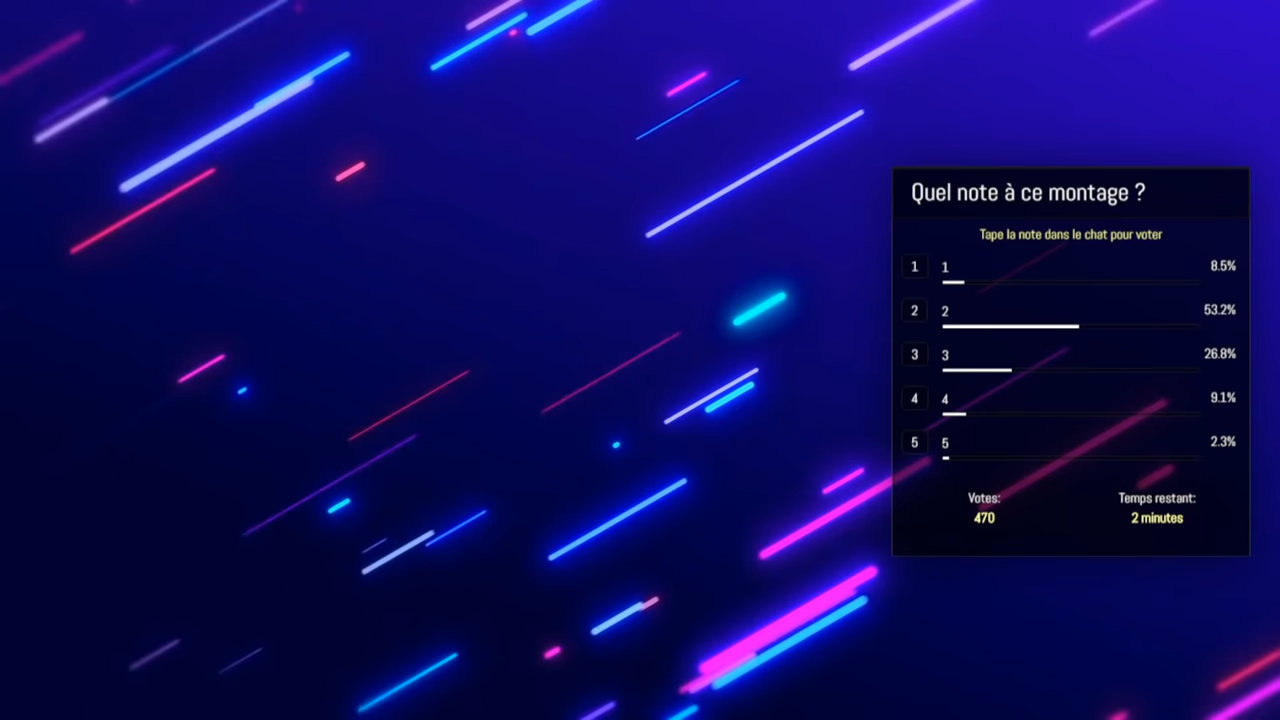 Quel note à ce montage ?
Tape la note dans le chat pour voter
1 1 8.5%
2 2 53.2%
3 3 26.8%
4 4 9.1%
5 5 2.3%
Votes: Temps restant:
470 2 minutes